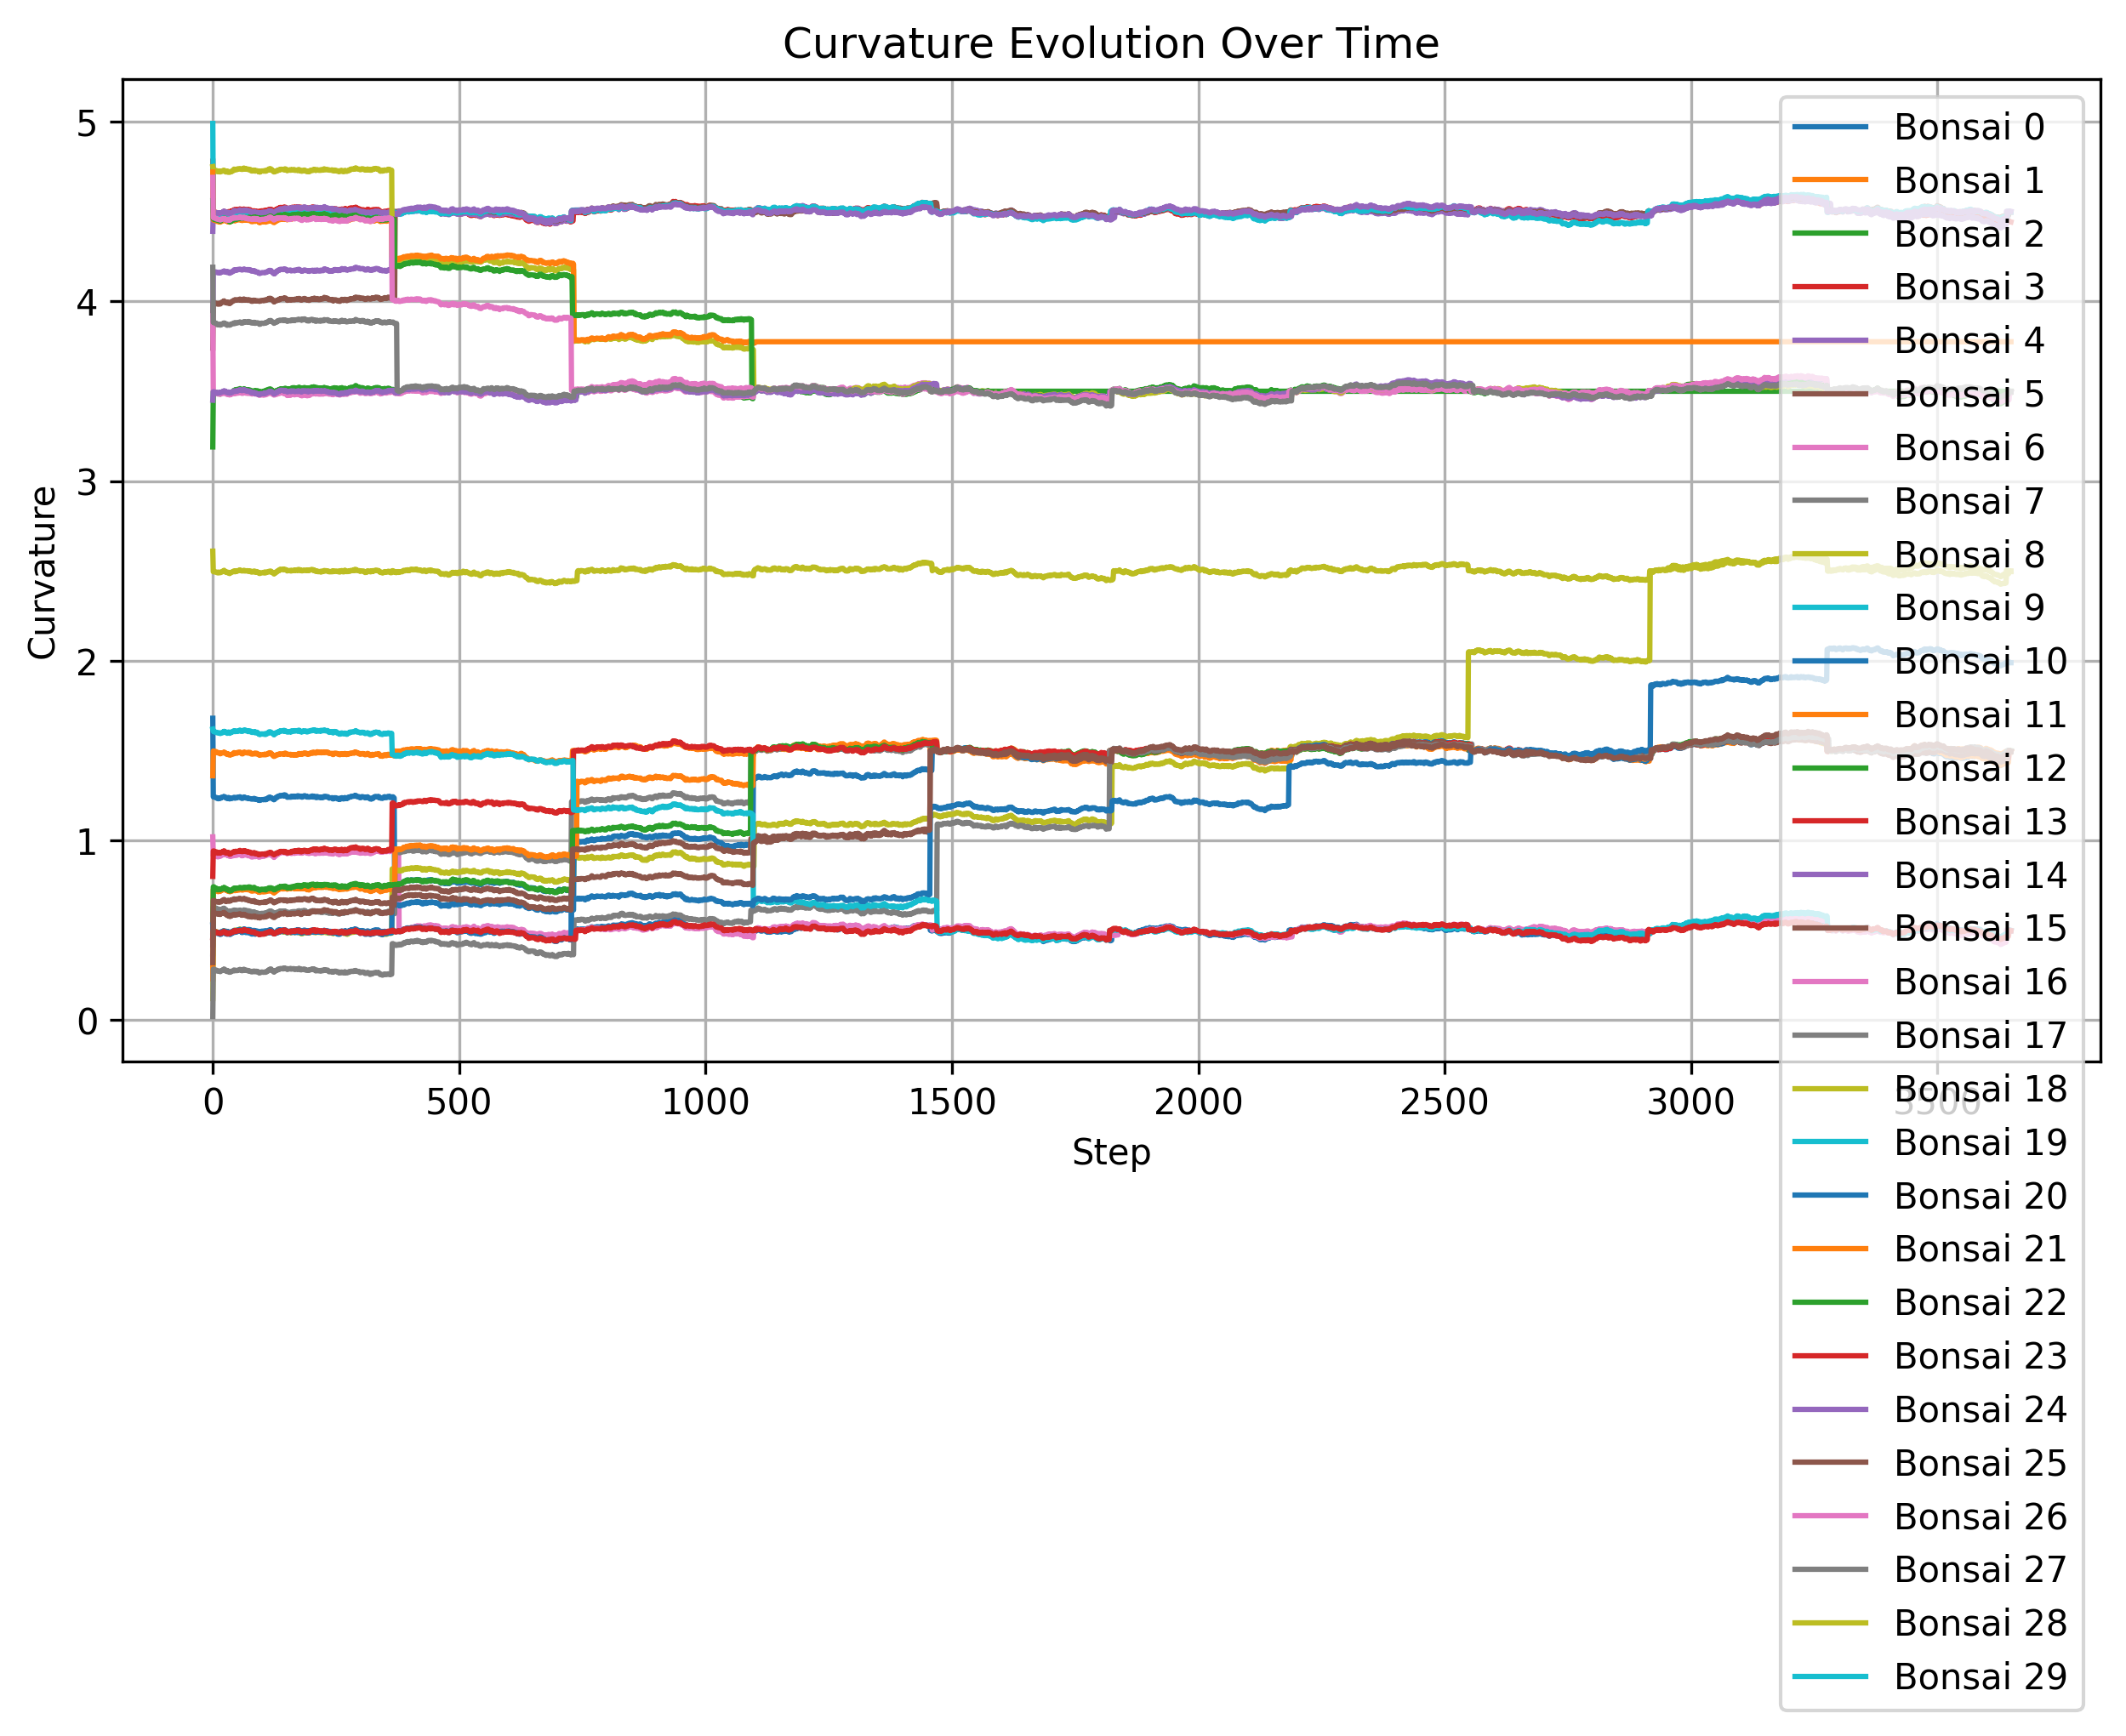 Curvature Evolution Over Time
Curvature
5
4
3
2
1
0
0 500 1000 1500 2000 2500 3000 3500
Step
Bonsai 0
Bonsai 1
Bonsai 2
Bonsai 3
Bonsai 4
Bonsai 5
Bonsai 6
Bonsai 7
Bonsai 8
Bonsai 9
Bonsai 10
Bonsai 11
Bonsai 12
Bonsai 13
Bonsai 14
Bonsai 15
Bonsai 16
Bonsai 17
Bonsai 18
Bonsai 19
Bonsai 20
Bonsai 21
Bonsai 22
Bonsai 23
Bonsai 24
Bonsai 25
Bonsai 26
Bonsai 27
Bonsai 28
Bonsai 29